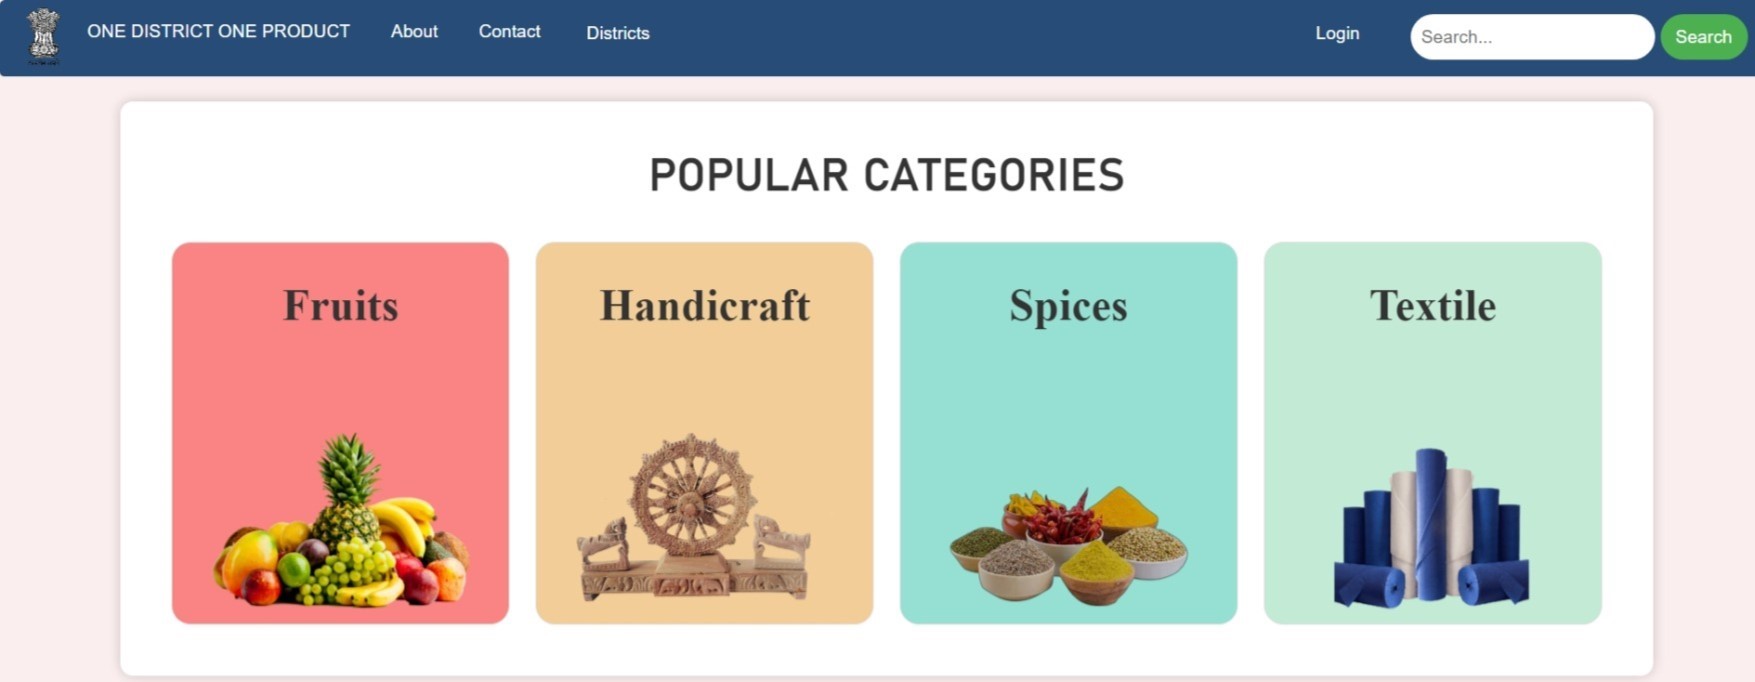 ONE DISTRICT ONE PRODUCT About Contact Districts Login Search... Search
POPULAR CATEGORIES
Fruits Handicraft Spices Textile